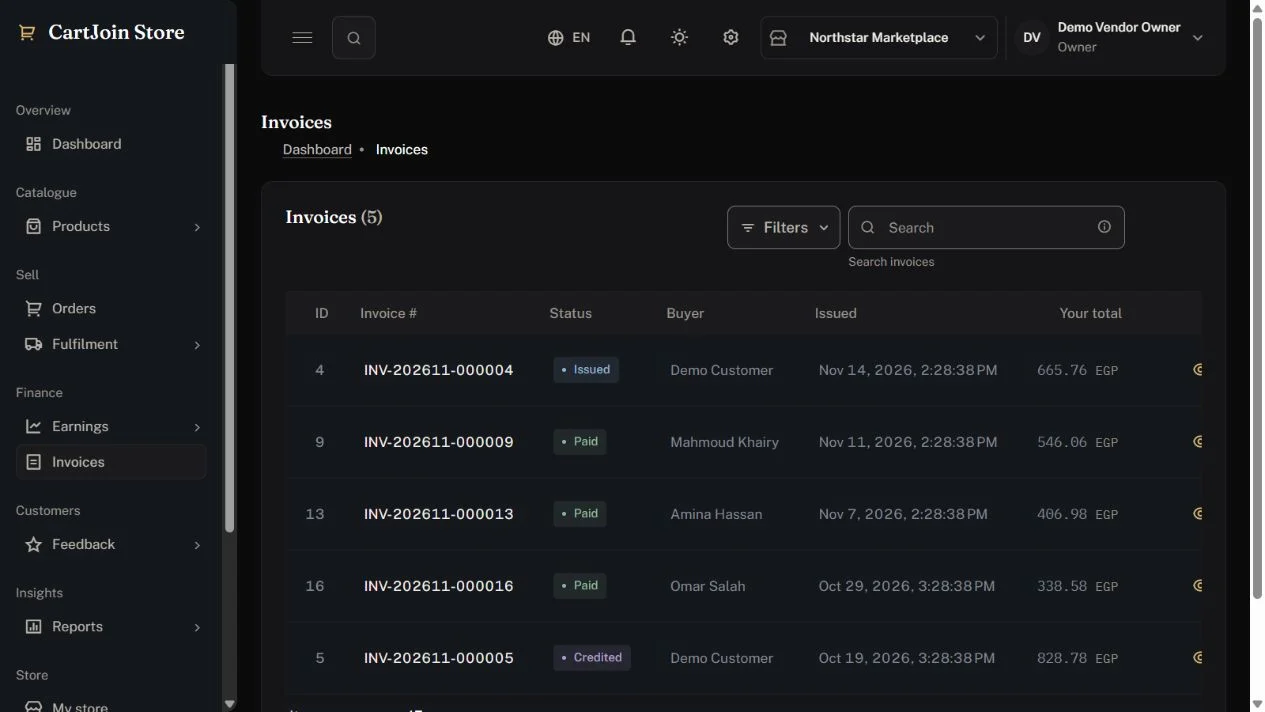 CartJoin Store
EN
Northstar Marketplace
DV
Demo Vendor Owner
Owner
Overview
Dashboard
Catalogue
Products
Sell
Orders
Fulfilment
Finance
Earnings
Invoices
Customers
Feedback
Insights
Reports
Store
My store
Invoices
Dashboard • Invoices
Invoices (5)
Filters
Search
Search invoices
ID Invoice # Status Buyer Issued Your total
4 INV-202611-000004 • Issued Demo Customer Nov 14, 2026, 2:28:38 PM 665.76 EGP
9 INV-202611-000009 • Paid Mahmoud Khairy Nov 11, 2026, 2:28:38 PM 546.06 EGP
13 INV-202611-000013 • Paid Amina Hassan Nov 7, 2026, 2:28:38 PM 406.98 EGP
16 INV-202611-000016 • Paid Omar Salah Oct 29, 2026, 3:28:38 PM 338.58 EGP
5 INV-202611-000005 • Credited Demo Customer Oct 19, 2026, 3:28:38 PM 828.78 EGP